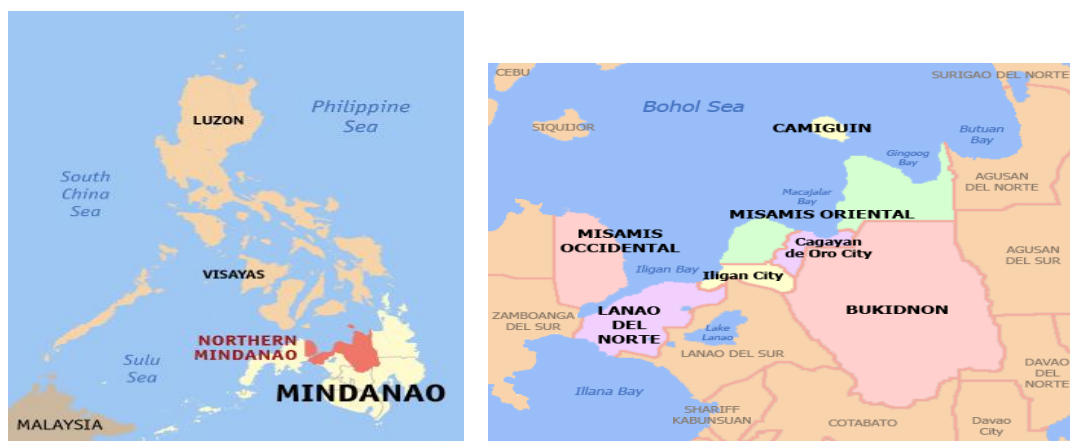 LUZON
Philippine
Sea
South
China
Sea
VISAYAS
NORTHERN
MINDANAO
Sulu
Sea
MINDANAO
MALAYSIA
CEBU
SURIGAO DEL NORTE
Bohol Sea
SIQUIJOR
CAMIGUIN
Butuan
Bay
Gingoog
Bay
AGUSAN
DEL NORTE
Macajalar
Bay
MISAMIS ORIENTAL
MISAMIS
OCCIDENTAL
Cagayan
de Oro City
AGUSAN
DEL SUR
Iligan Bay
Iligan City
ZAMBOANGA
DEL SUR
LANAO
DEL
NORTE
BUKIDNON
Lake
Lanao
LANAO DEL SUR
DAVAO
DEL
NORTE
Illana Bay
SHARIFF
KABUNSUAN
COTABATO
Davao
City